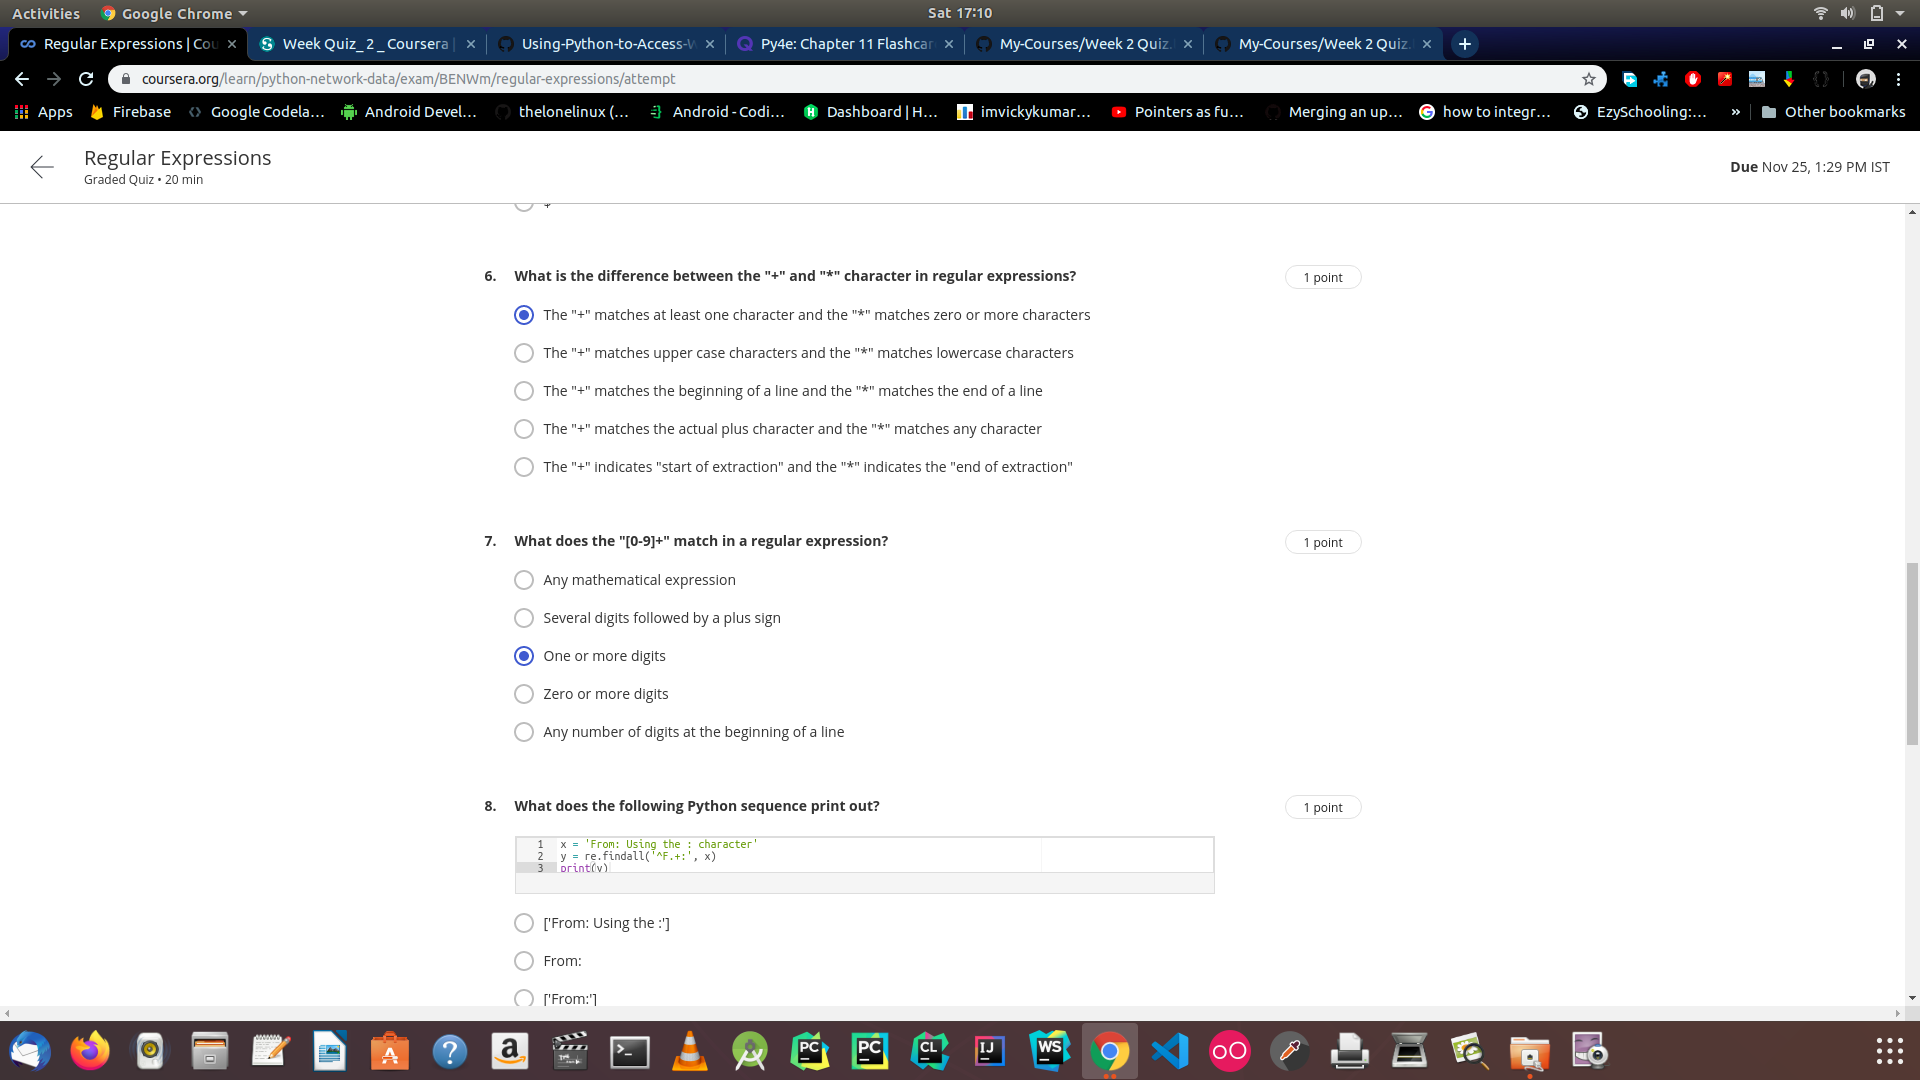 Activities
Google Chrome
Sat 17:10
Regular Expressions | Cou
Week Quiz_ 2 _ Coursera |
Using-Python-to-Access-W
Py4e: Chapter 11 Flashcar
My-Courses/Week 2 Quiz.
My-Courses/Week 2 Quiz.
coursera.org/learn/python-network-data/exam/BENWm/regular-expressions/attempt
Apps
Firebase
Google Codela...
Android Devel...
thelonelinux (...
Android - Codi...
Dashboard | H...
imvickykumar...
Pointers as fu...
Merging an up...
how to integr...
EzySchooling:...
»
Other bookmarks
Regular Expressions
Graded Quiz • 20 min
Due Nov 25, 1:29 PM IST
6. What is the difference between the "+" and "*" character in regular expressions?
1 point
The "+" matches at least one character and the "*" matches zero or more characters
The "+" matches upper case characters and the "*" matches lowercase characters
The "+" matches the beginning of a line and the "*" matches the end of a line
The "+" matches the actual plus character and the "*" matches any character
The "+" indicates "start of extraction" and the "*" indicates the "end of extraction"
7. What does the "[0-9]+" match in a regular expression?
1 point
Any mathematical expression
Several digits followed by a plus sign
One or more digits
Zero or more digits
Any number of digits at the beginning of a line
8. What does the following Python sequence print out?
1 point
1 x = 'From: Using the : character'
2 y = re.findall('^F.+:', x)
3 print(y)
['From: Using the :']
From:
['From:']